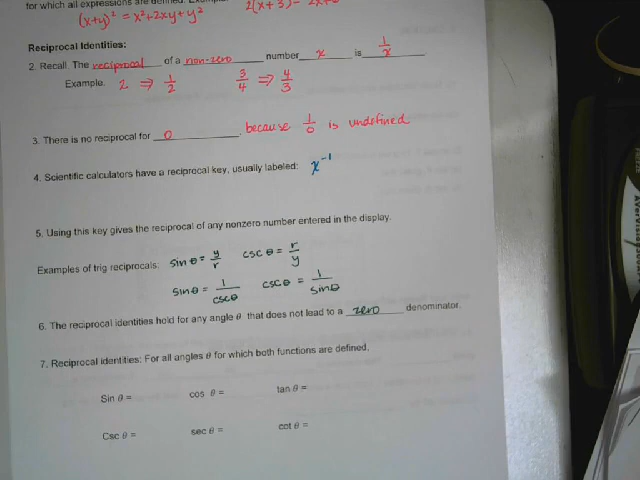 for which all expressions are defined.
(x+y)² = x²+2xy+y² 2(x+3) =
Reciprocal Identities:
2. Recall. The reciprocal of a non-zero number x is 1/x
Example. 2 ⇒ 1/2 3/4 ⇒ 4/3
3. There is no reciprocal for 0, because 1/0 is undefined
4. Scientific calculators have a reciprocal key, usually labeled: x⁻¹
5. Using this key gives the reciprocal of any nonzero number entered in the display.
Examples of trig reciprocals: sin θ = y/r csc θ = r/y
sin θ = 1/csc θ csc θ = 1/sin θ
6. The reciprocal identities hold for any angle θ that does not lead to a zero denominator.
7. Reciprocal identities: For all angles θ for which both functions are defined.
Sin θ = cos θ = tan θ =
Csc θ = sec θ = cot θ =